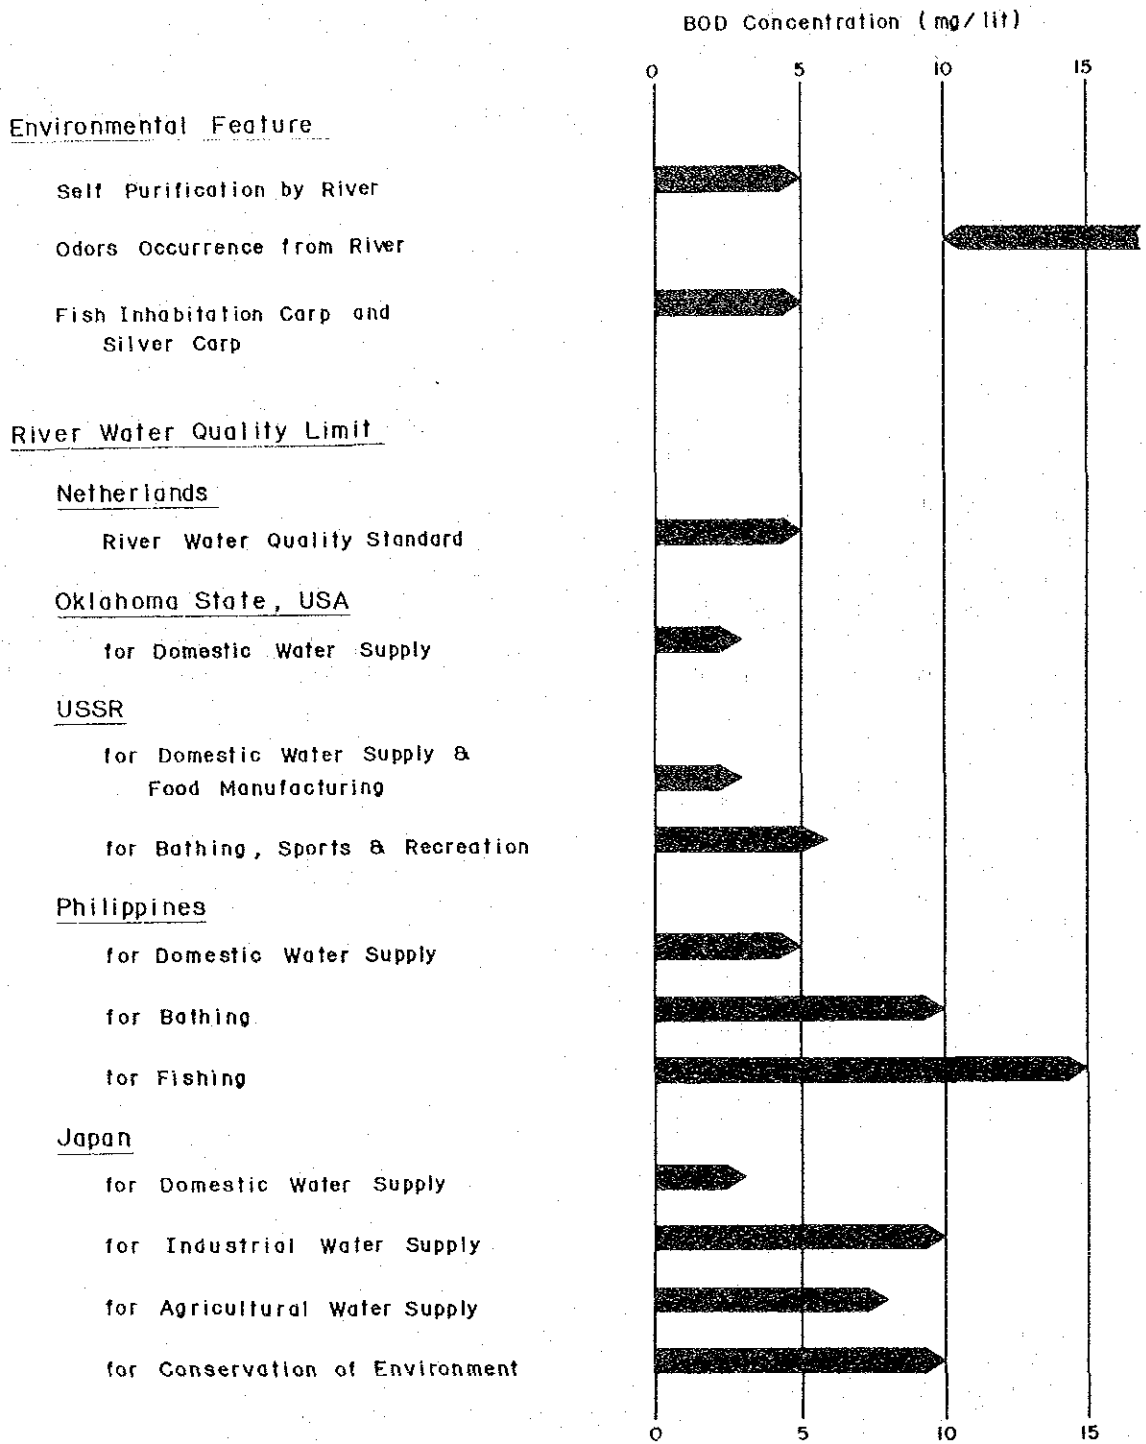 BOD Concentration (mg/lit)
0 5 10 15
Environmental Feature
Self Purification by River
Odors Occurrence from River
Fish Inhabitation Carp and
Silver Carp
River Water Quality Limit
Netherlands
River Water Quality Standard
Oklahoma State, USA
for Domestic Water Supply
USSR
for Domestic Water Supply &
Food Manufacturing
for Bathing, Sports & Recreation
Philippines
for Domestic Water Supply
for Bathing
for Fishing
Japan
for Domestic Water Supply
for Industrial Water Supply
for Agricultural Water Supply
for Conservation of Environment
0 5 10 15